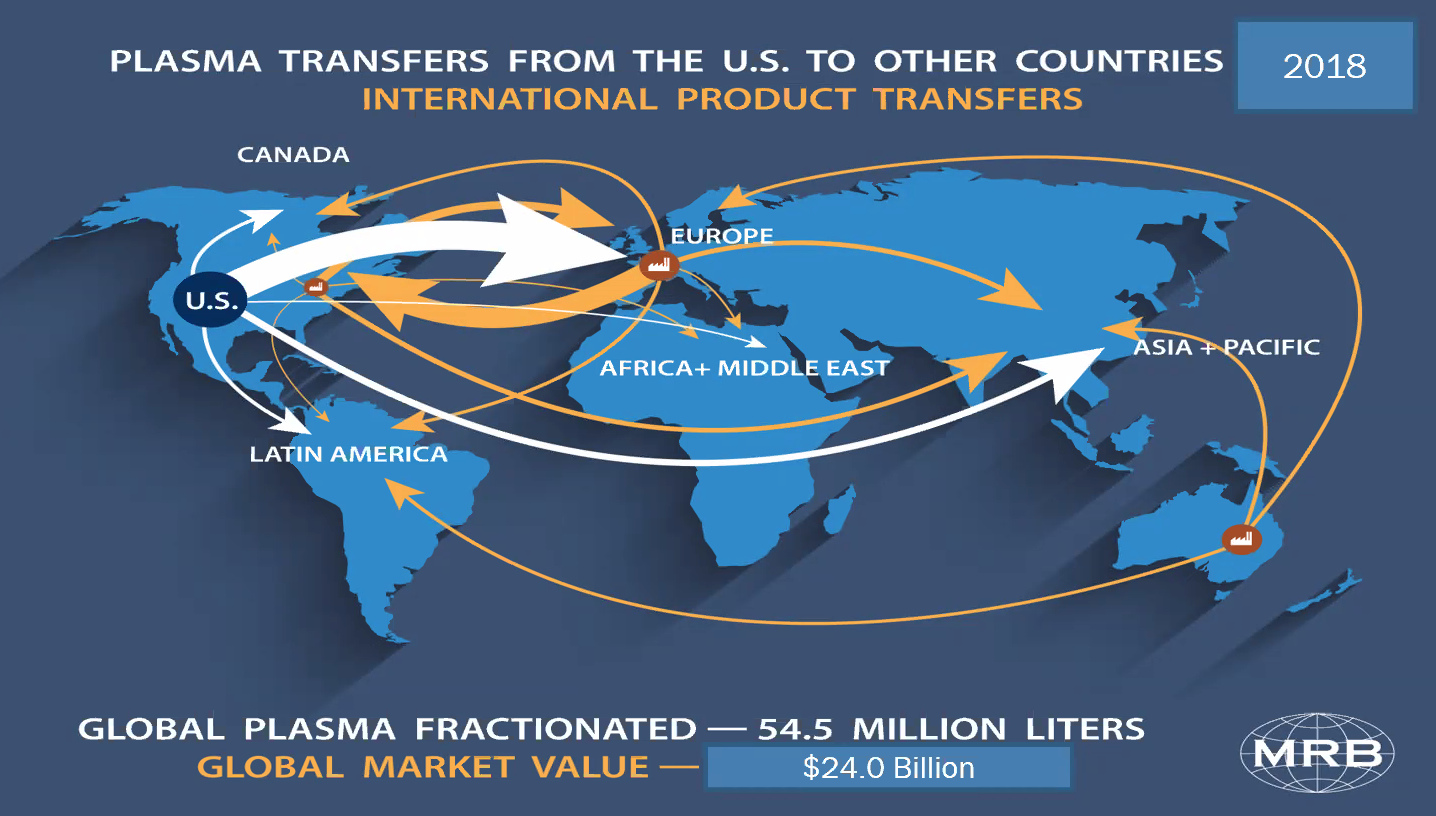 PLASMA TRANSFERS FROM THE U.S. TO OTHER COUNTRIES
2018
INTERNATIONAL PRODUCT TRANSFERS
CANADA
EUROPE
U.S.
ASIA + PACIFIC
AFRICA+ MIDDLE EAST
LATIN AMERICA
GLOBAL PLASMA FRACTIONATED — 54.5 MILLION LITERS
GLOBAL MARKET VALUE — $24.0 Billion
MRB